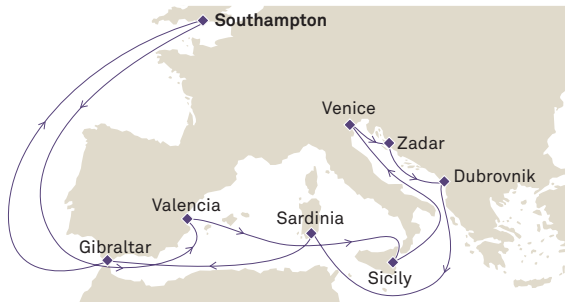 Southampton
Venice
Zadar
Dubrovnik
Valencia
Sardinia
Gibraltar
Sicily